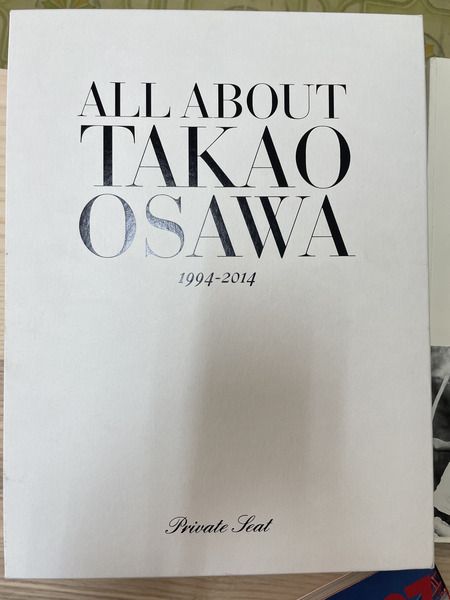 ALL ABOUT
TAKAO
OSAWA
1994-2014
Private Seat